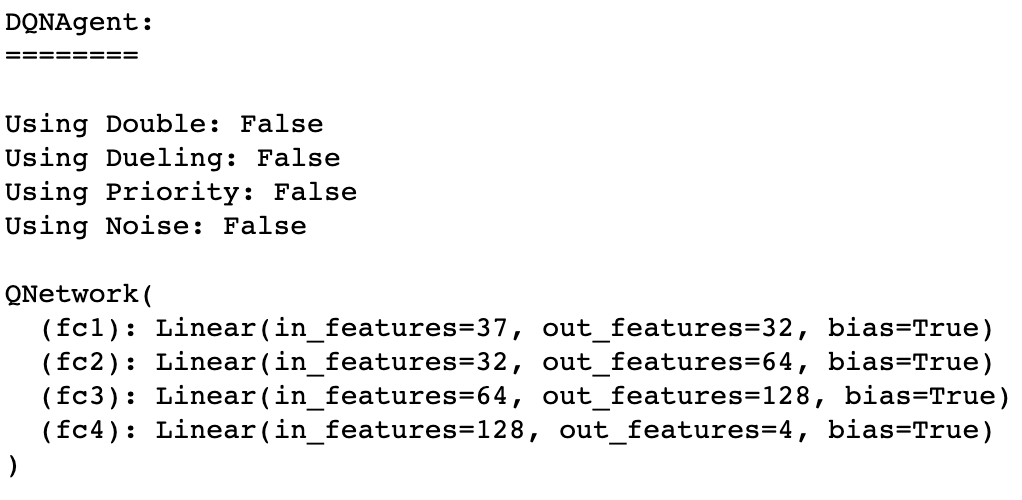 DQNAgent:
========
Using Double: False
Using Dueling: False
Using Priority: False
Using Noise: False
QNetwork(
  (fc1): Linear(in_features=37, out_features=32, bias=True)
  (fc2): Linear(in_features=32, out_features=64, bias=True)
  (fc3): Linear(in_features=64, out_features=128, bias=True)
  (fc4): Linear(in_features=128, out_features=4, bias=True)
)